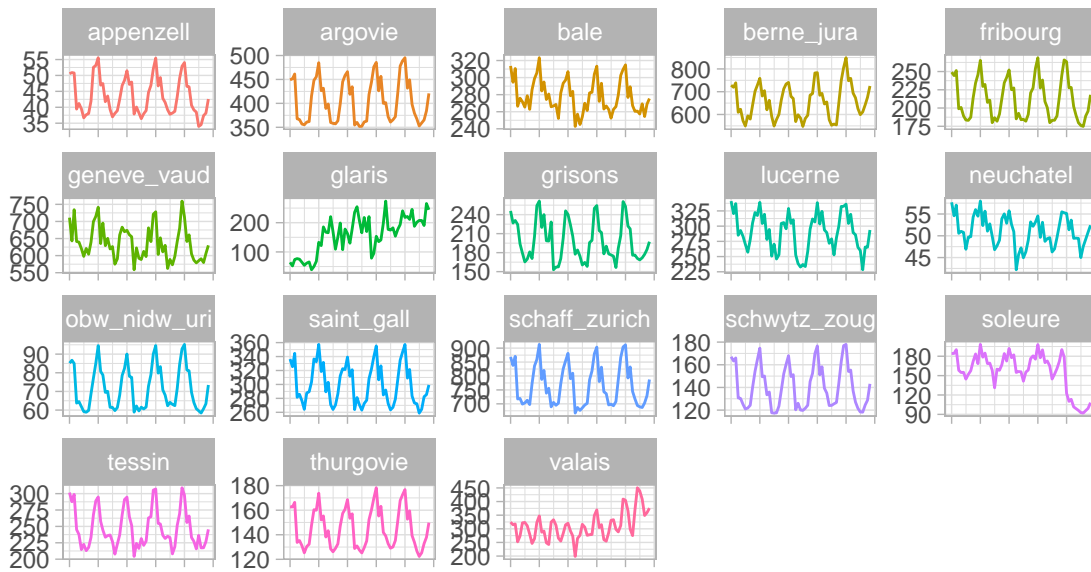 appenzell argovie bale berne_jura fribourg
55 50 45 40 35 500 450 400 350 320 300 280 260 240 800 700 600 250 225 200 175
geneve_vaud glaris grisons lucerne neuchatel
750 700 650 600 550 200 100 240 210 180 150 325 300 275 250 225 55 50 45
obw_nidw_uri saint_gall schaff_zurich schwytz_zoug soleure
90 80 70 60 360 340 320 300 280 260 900 850 800 750 700 180 160 140 120 180 150 120 90
tessin thurgovie valais
300 275 250 225 200 180 160 140 120 450 400 350 300 250 200